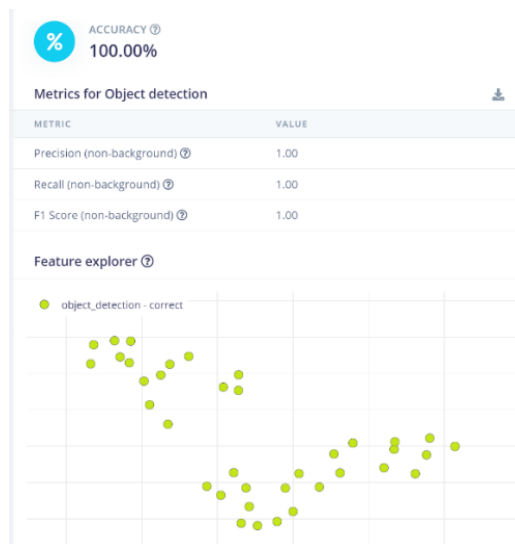 ACCURACY
%
100.00%
Metrics for Object detection
METRIC VALUE
Precision (non-background) 1.00
Recall (non-background) 1.00
F1 Score (non-background) 1.00
Feature explorer
object_detection - correct